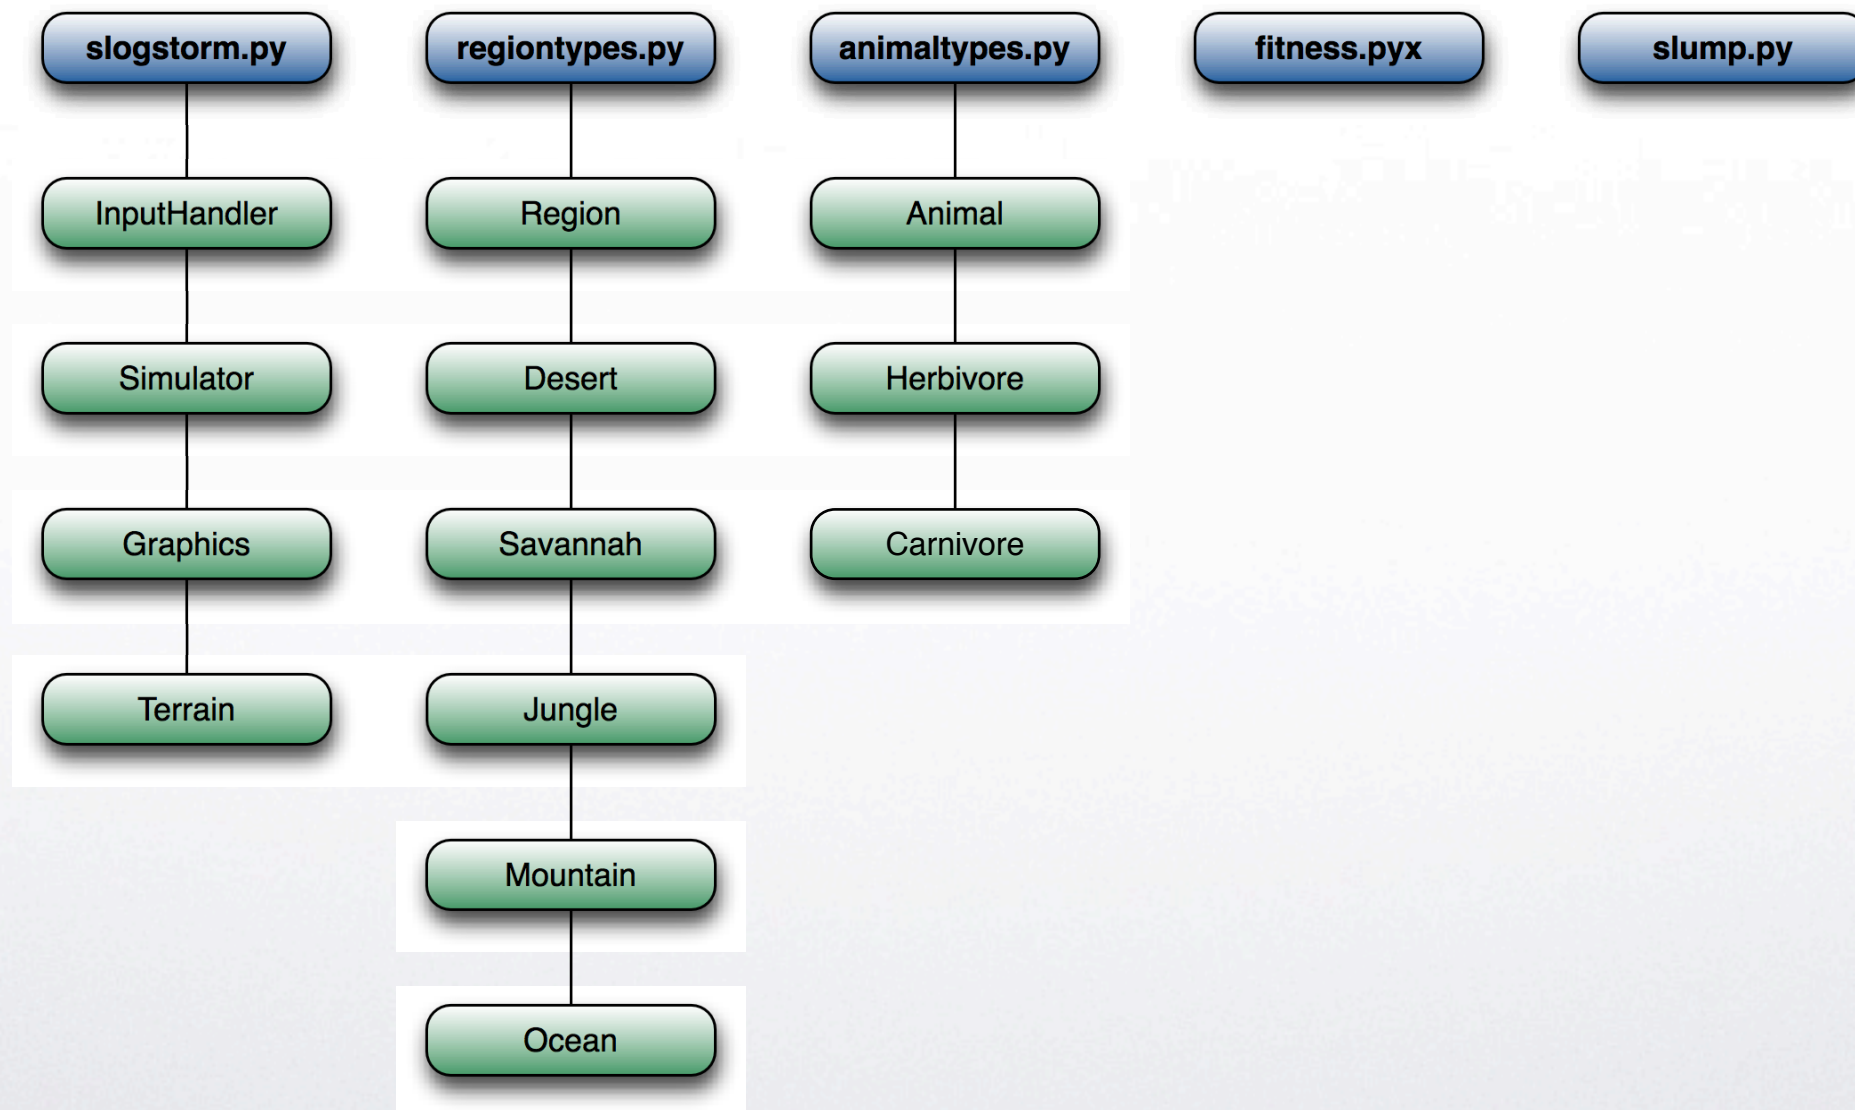 slogstorm.py
regiontypes.py
animaltypes.py
fitness.pyx
slump.py
InputHandler
Region
Animal
Simulator
Desert
Herbivore
Graphics
Savannah
Carnivore
Terrain
Jungle
Mountain
Ocean